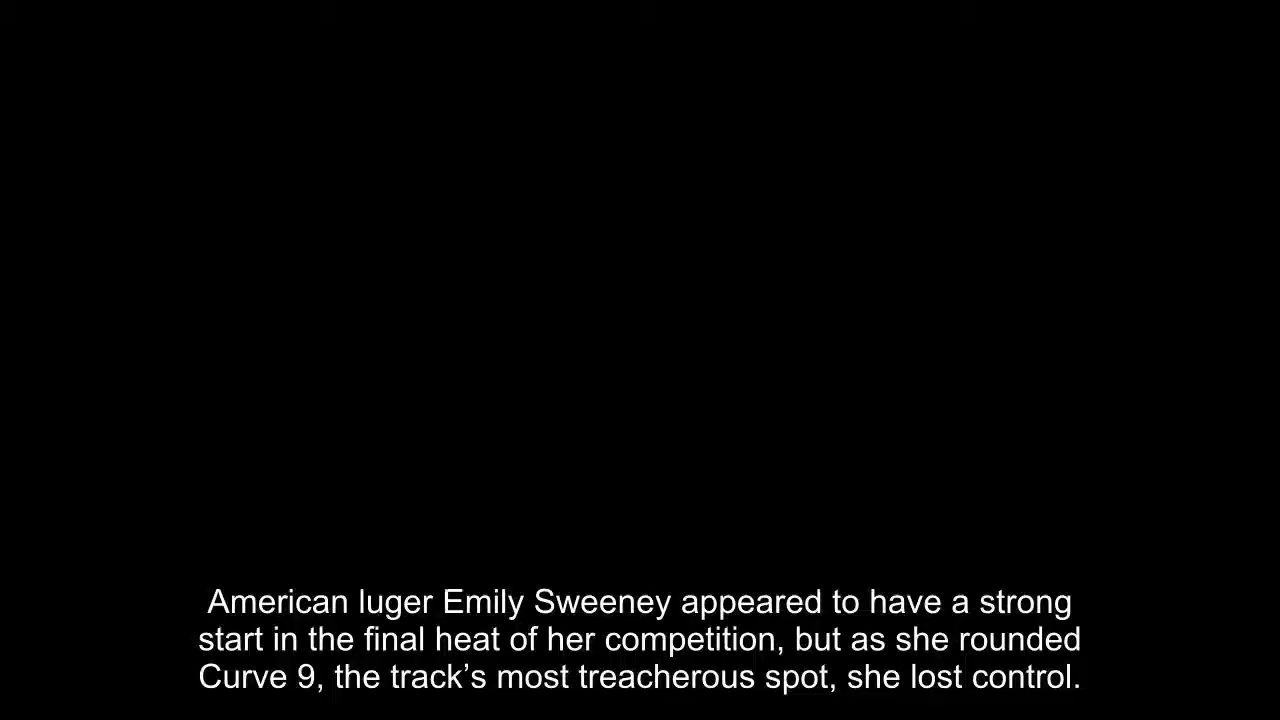 American luger Emily Sweeney appeared to have a strong
start in the final heat of her competition, but as she rounded
Curve 9, the track’s most treacherous spot, she lost control.